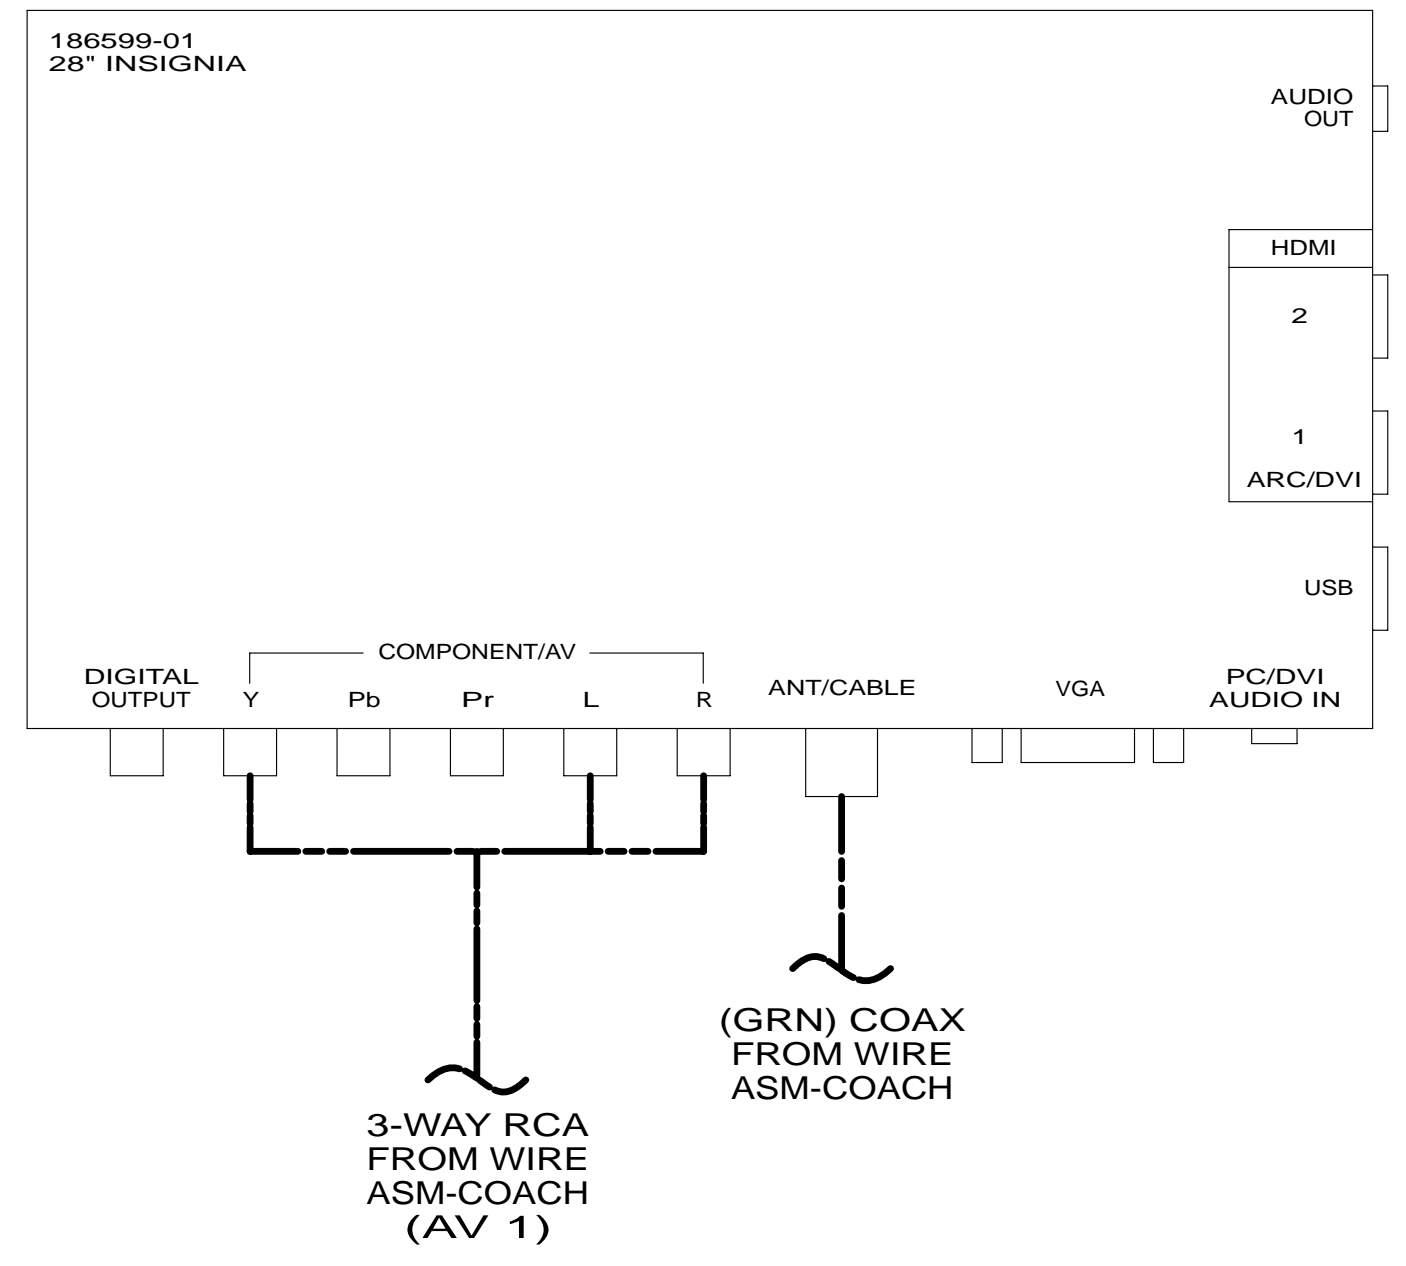 186599-01
28" INSIGNIA
AUDIO
OUT
HDMI
2
1
ARC/DVI
USB
COMPONENT/AV
DIGITAL
OUTPUT
Y
Pb
Pr
L
R
ANT/CABLE
VGA
PC/DVI
AUDIO IN
(GRN) COAX
FROM WIRE
ASM-COACH
3-WAY RCA
FROM WIRE
ASM-COACH
(AV 1)